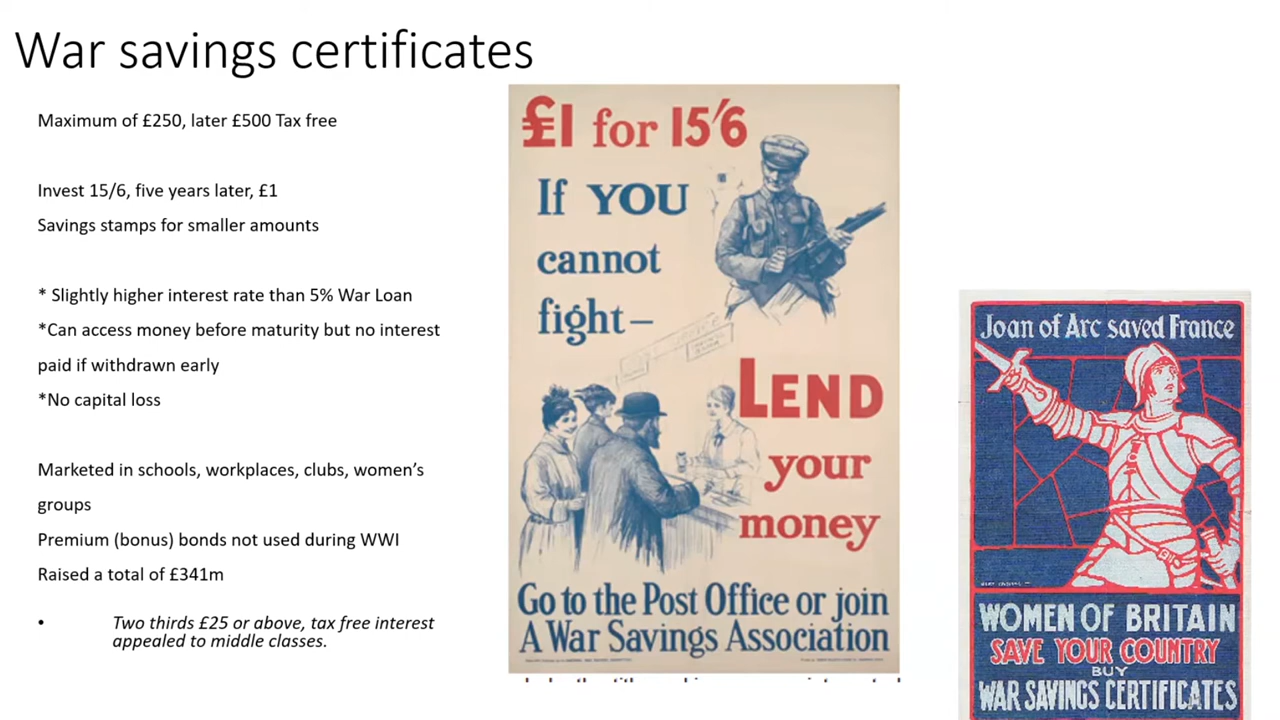 War savings certificates
Maximum of £250, later £500 Tax free
Invest 15/6, five years later, £1
Savings stamps for smaller amounts
* Slightly higher interest rate than 5% War Loan
*Can access money before maturity but no interest
paid if withdrawn early
*No capital loss
Marketed in schools, workplaces, clubs, women’s
groups
Premium (bonus) bonds not used during WWI
Raised a total of £341m
• Two thirds £25 or above, tax free interest
appealed to middle classes.
£1 for 15/6
If YOU
cannot
fight–
LEND
your
money
Go to the Post Office or join
A War Savings Association
Joan of Arc saved France
WOMEN OF BRITAIN
SAVE YOUR COUNTRY
BUY
WAR SAVINGS CERTIFICATES